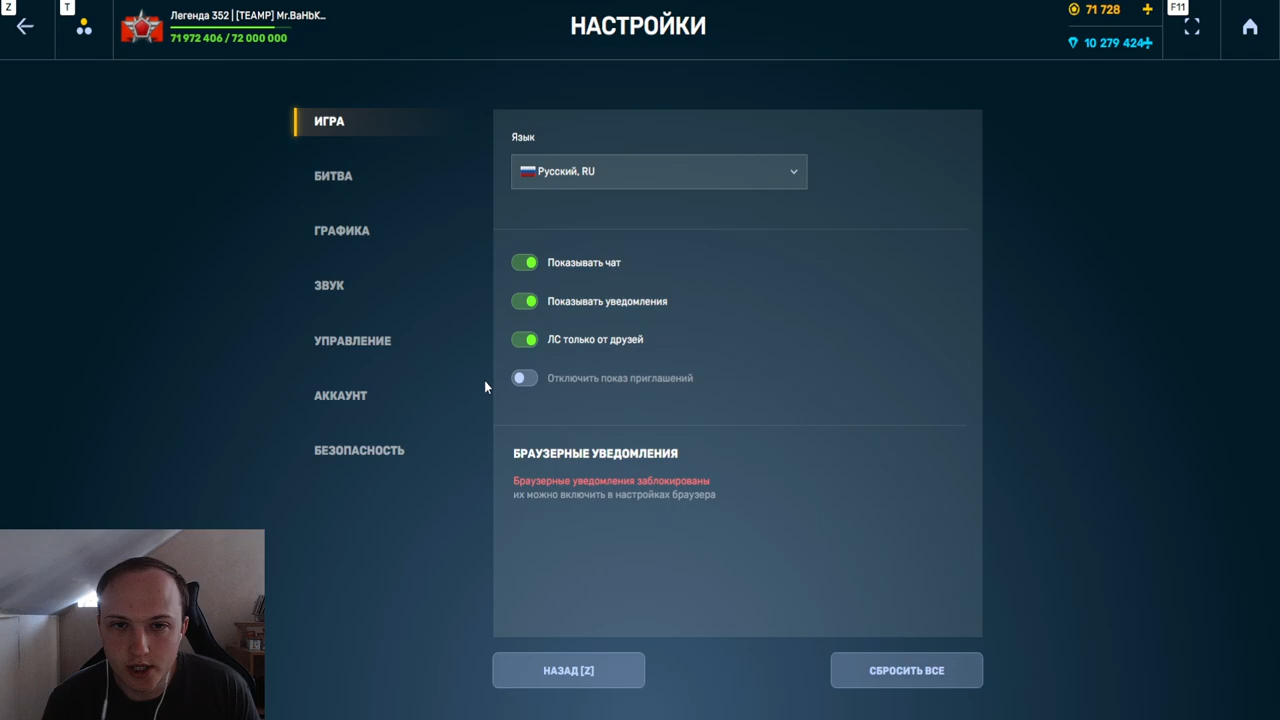 Z
T
Легенда 352 | [TEAMP] Mr.BaHbK...
71 972 406 / 72 000 000
НАСТРОЙКИ
71 728
10 279 424
F11
ИГРА
БИТВА
ГРАФИКА
ЗВУК
УПРАВЛЕНИЕ
АККАУНТ
БЕЗОПАСНОСТЬ
Язык
Русский, RU
Показывать чат
Показывать уведомления
ЛС только от друзей
Отключить показ приглашений
БРАУЗЕРНЫЕ УВЕДОМЛЕНИЯ
Браузерные уведомления заблокированы
их можно включить в настройках браузера
НАЗАД [Z]
СБРОСИТЬ ВСЕ